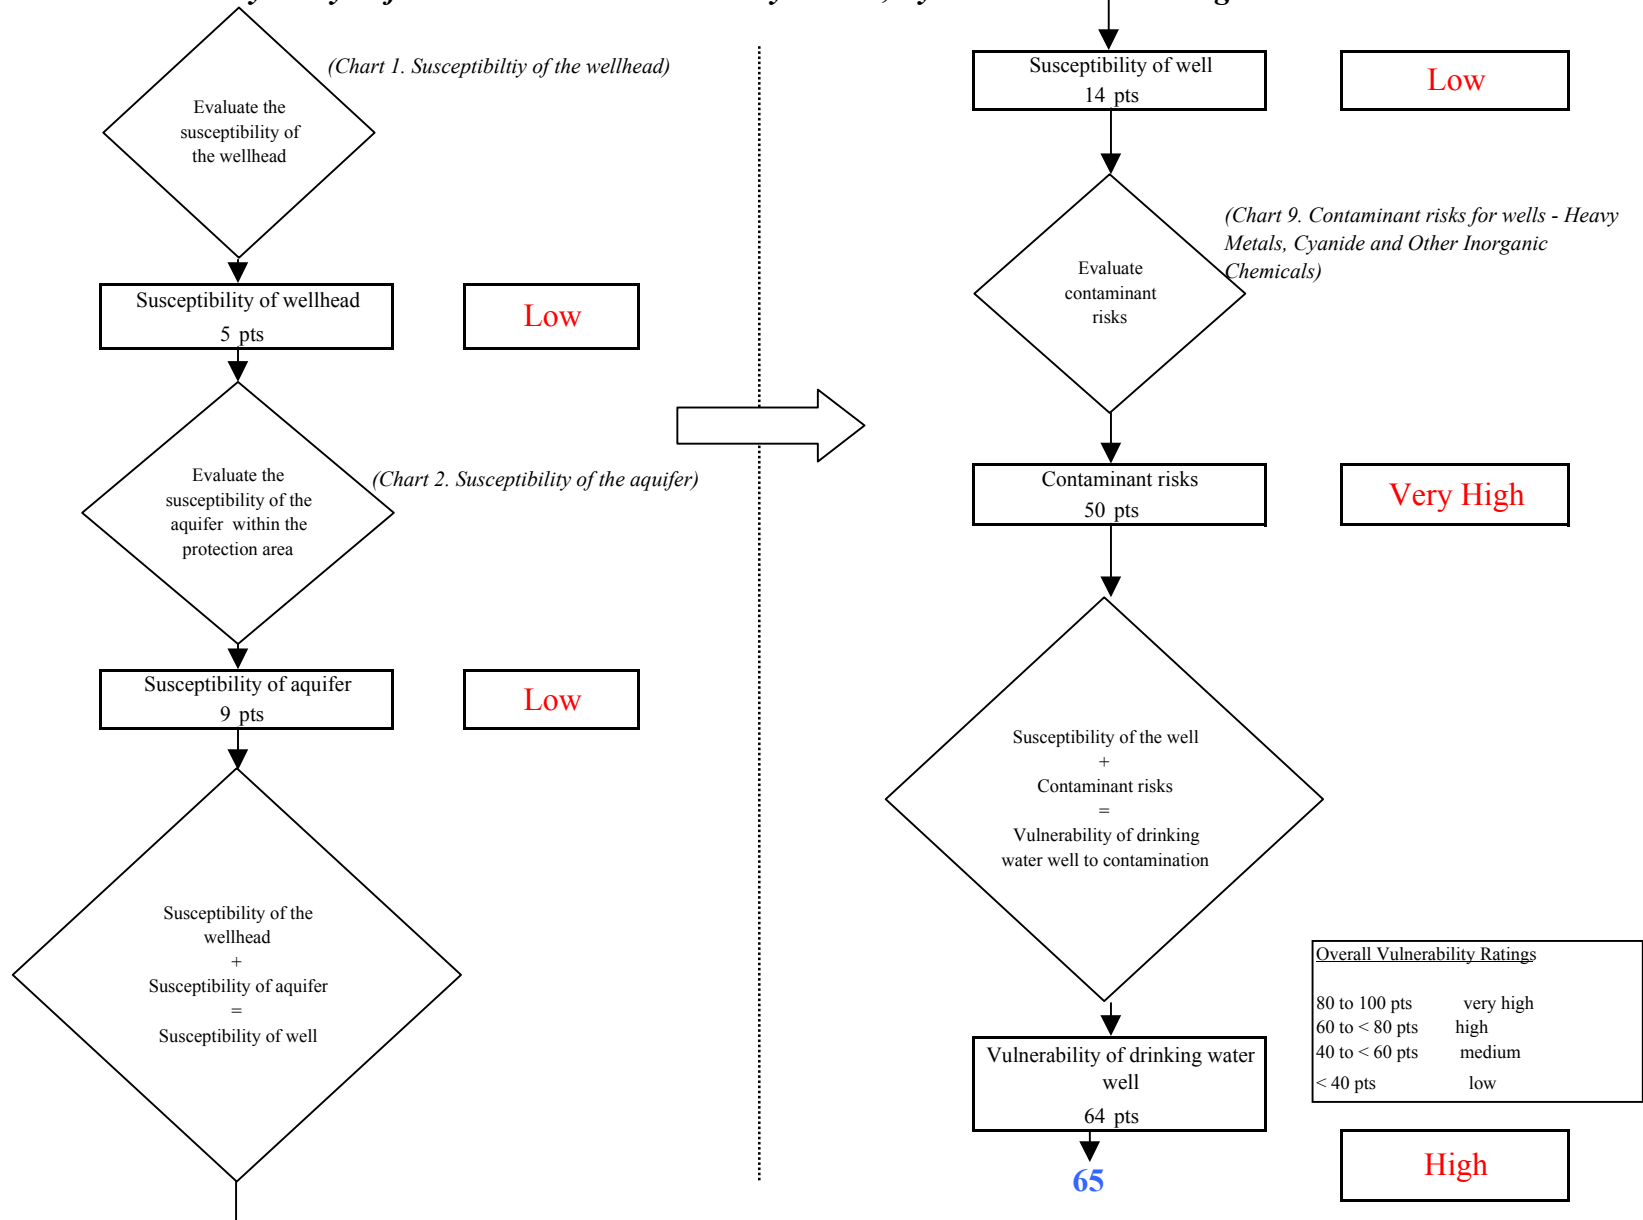 (Chart 1. Susceptibiltiy of the wellhead)
Evaluate the
susceptibility of
the wellhead
Susceptibility of wellhead
5 pts
Low
Evaluate the
susceptibility of the
aquifer within the
protection area
(Chart 2. Susceptibility of the aquifer)
Susceptibility of aquifer
9 pts
Low
Susceptibility of the
wellhead
+
Susceptibility of aquifer
=
Susceptibility of well
Susceptibility of well
14 pts
Low
(Chart 9. Contaminant risks for wells - Heavy
Metals, Cyanide and Other Inorganic
Chemicals)
Evaluate
contaminant
risks
Contaminant risks
50 pts
Very High
Susceptibility of the well
+
Contaminant risks
=
Vulnerability of drinking
water well to contamination
Overall Vulnerability Ratings
80 to 100 pts very high
60 to < 80 pts high
40 to < 60 pts medium
< 40 pts low
Vulnerability of drinking water
well
64 pts
65
High